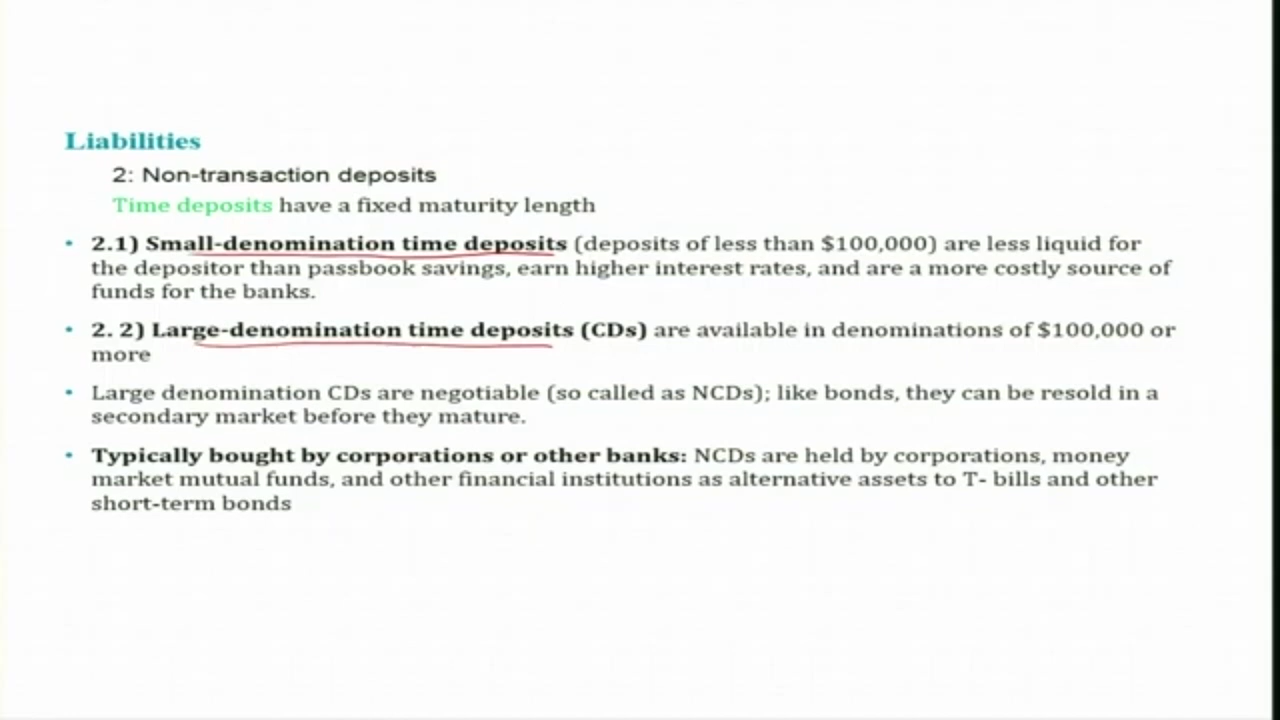 Liabilities
2: Non-transaction deposits
Time deposits have a fixed maturity length
• 2.1) Small-denomination time deposits (deposits of less than $100,000) are less liquid for
the depositor than passbook savings, earn higher interest rates, and are a more costly source of
funds for the banks.
• 2. 2) Large-denomination time deposits (CDs) are available in denominations of $100,000 or
more
• Large denomination CDs are negotiable (so called as NCDs); like bonds, they can be resold in a
secondary market before they mature.
• Typically bought by corporations or other banks: NCDs are held by corporations, money
market mutual funds, and other financial institutions as alternative assets to T- bills and other
short-term bonds